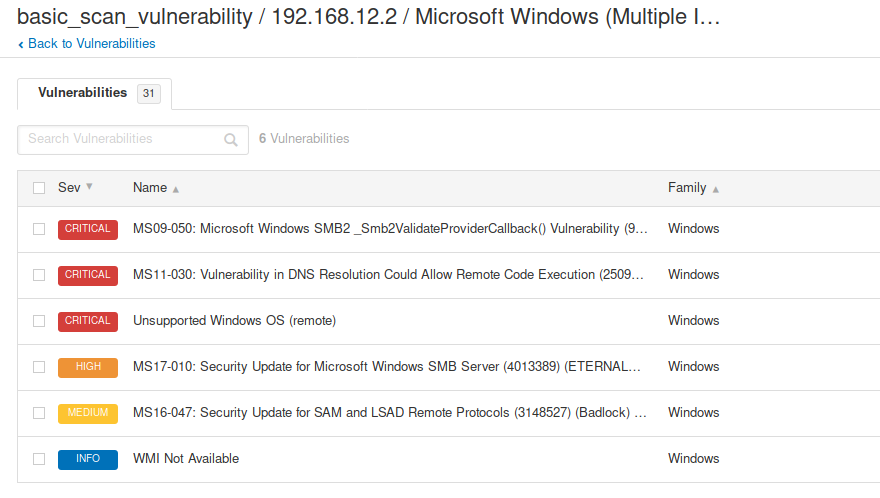 basic_scan_vulnerability / 192.168.12.2 / Microsoft Windows (Multiple I…
‹ Back to Vulnerabilities
Vulnerabilities 31
Search Vulnerabilities 6 Vulnerabilities
Sev ▼ Name ▲ Family ▲
CRITICAL MS09-050: Microsoft Windows SMB2 _Smb2ValidateProviderCallback() Vulnerability (9… Windows
CRITICAL MS11-030: Vulnerability in DNS Resolution Could Allow Remote Code Execution (2509… Windows
CRITICAL Unsupported Windows OS (remote) Windows
HIGH MS17-010: Security Update for Microsoft Windows SMB Server (4013389) (ETERNAL… Windows
MEDIUM MS16-047: Security Update for SAM and LSAD Remote Protocols (3148527) (Badlock) … Windows
INFO WMI Not Available Windows